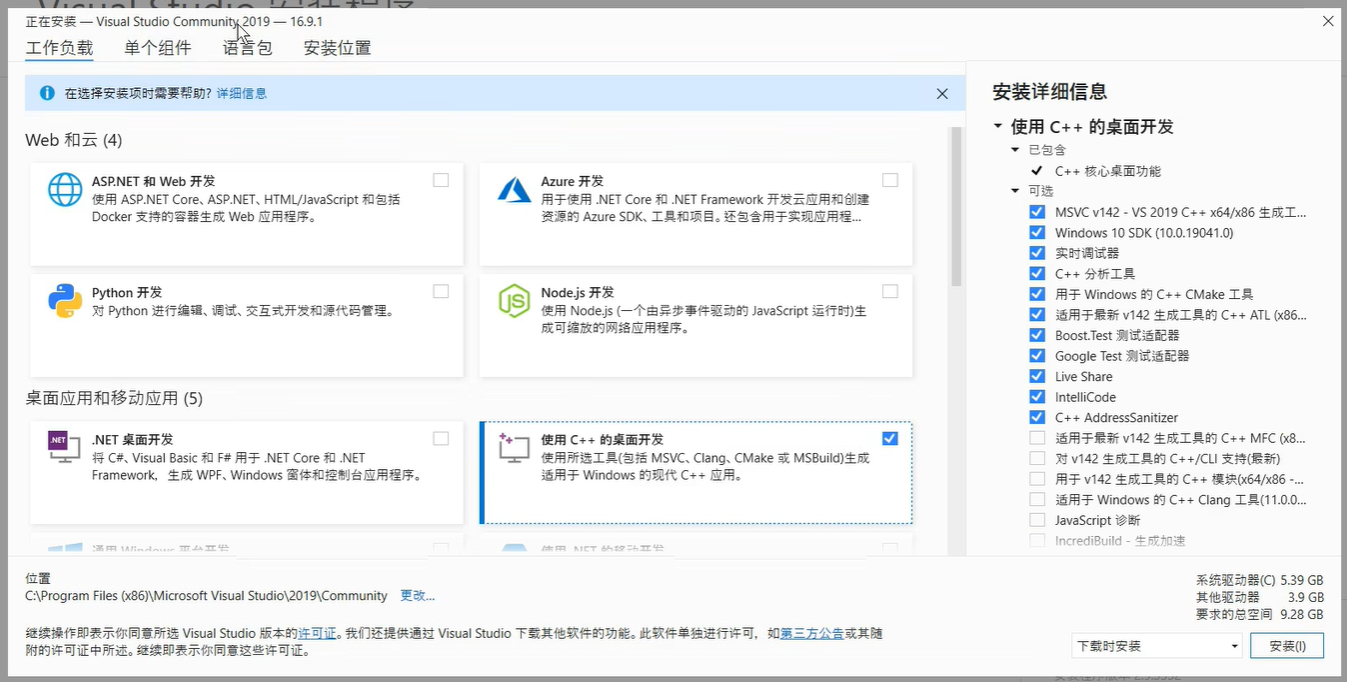 Visual Studio 安装程序
正在安装 — Visual Studio Community 2019 — 16.9.1
工作负载 单个组件 语言包 安装位置
在选择安装项时需要帮助? 详细信息
Web 和云 (4)
ASP.NET 和 Web 开发
使用 ASP.NET Core、ASP.NET、HTML/JavaScript 和包括
Docker 支持的容器生成 Web 应用程序。
Azure 开发
用于使用 .NET Core 和 .NET Framework 开发云应用和创建
资源的 Azure SDK、工具和项目。还包含用于实现应用程...
Python 开发
对 Python 进行编辑、调试、交互式开发和源代码管理。
Node.js 开发
使用 Node.js (一个由异步事件驱动的 JavaScript 运行时)生
成可缩放的网络应用程序。
桌面应用和移动应用 (5)
.NET 桌面开发
将 C#、Visual Basic 和 F# 用于 .NET Core 和 .NET
Framework，生成 WPF、Windows 窗体和控制台应用程序。
使用 C++ 的桌面开发
使用所选工具(包括 MSVC、Clang、CMake 或 MSBuild)生成
适用于 Windows 的现代 C++ 应用。
通用 Windows 平台开发
使用 .NET 的移动开发
安装详细信息
使用 C++ 的桌面开发
已包含
C++ 核心桌面功能
可选
MSVC v142 - VS 2019 C++ x64/x86 生成工...
Windows 10 SDK (10.0.19041.0)
实时调试器
C++ 分析工具
用于 Windows 的 C++ CMake 工具
适用于最新 v142 生成工具的 C++ ATL (x86...
Boost.Test 测试适配器
Google Test 测试适配器
Live Share
IntelliCode
C++ AddressSanitizer
适用于最新 v142 生成工具的 C++ MFC (x8...
对 v142 生成工具的 C++/CLI 支持(最新)
用于 v142 生成工具的 C++ 模块(x64/x86 -...
适用于 Windows 的 C++ Clang 工具(11.0.0...
JavaScript 诊断
IncrediBuild - 生成加速
位置
C:\Program Files (x86)\Microsoft Visual Studio\2019\Community 更改...
继续操作即表示你同意所选 Visual Studio 版本的许可证。我们还提供通过 Visual Studio 下载其他软件的功能。此软件单独进行许可，如第三方公告或其随
附的许可证中所述。继续即表示你同意这些许可证。
系统驱动器(C) 5.39 GB
其他驱动器 3.9 GB
要求的总空间 9.28 GB
下载时安装
安装(I)